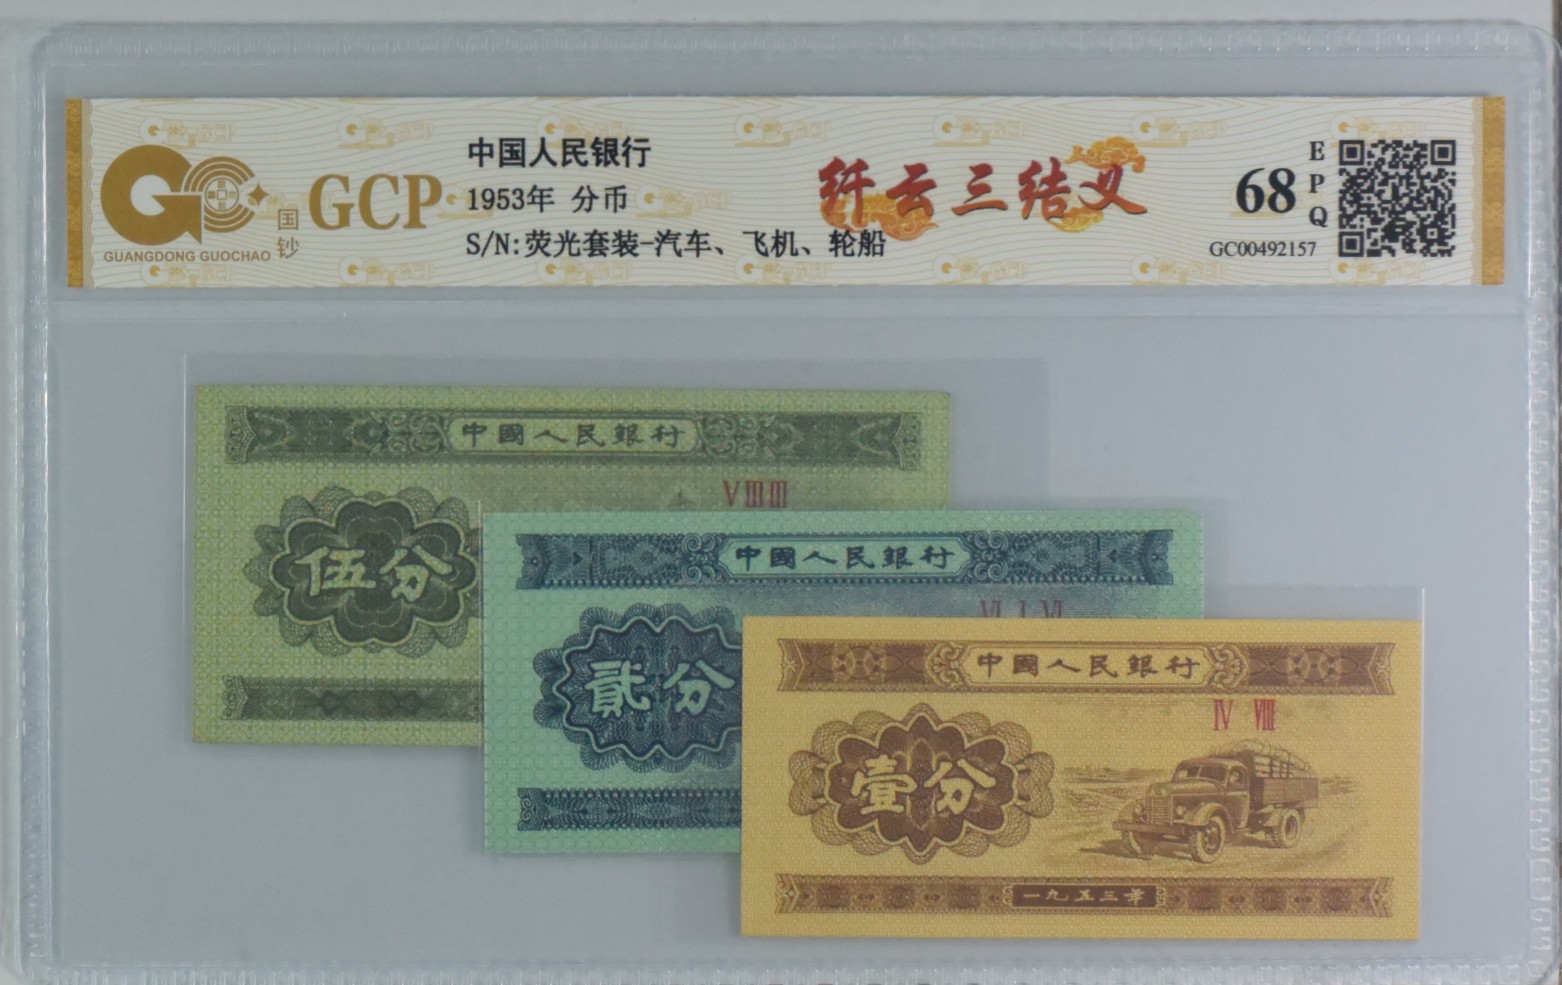 中国人民银行
1953年 分币
S/N:荧光套装-汽车、飞机、轮船
GCP
国钞
GUANGDONG GUOCHAO
纤云三结义
68
EPQ
GC00492157
中國人民銀行
VⅢⅢ
伍分
中國人民銀行
Ⅵ Ⅰ Ⅵ
貳分
中國人民銀行
Ⅳ Ⅷ
壹分
一九五三年